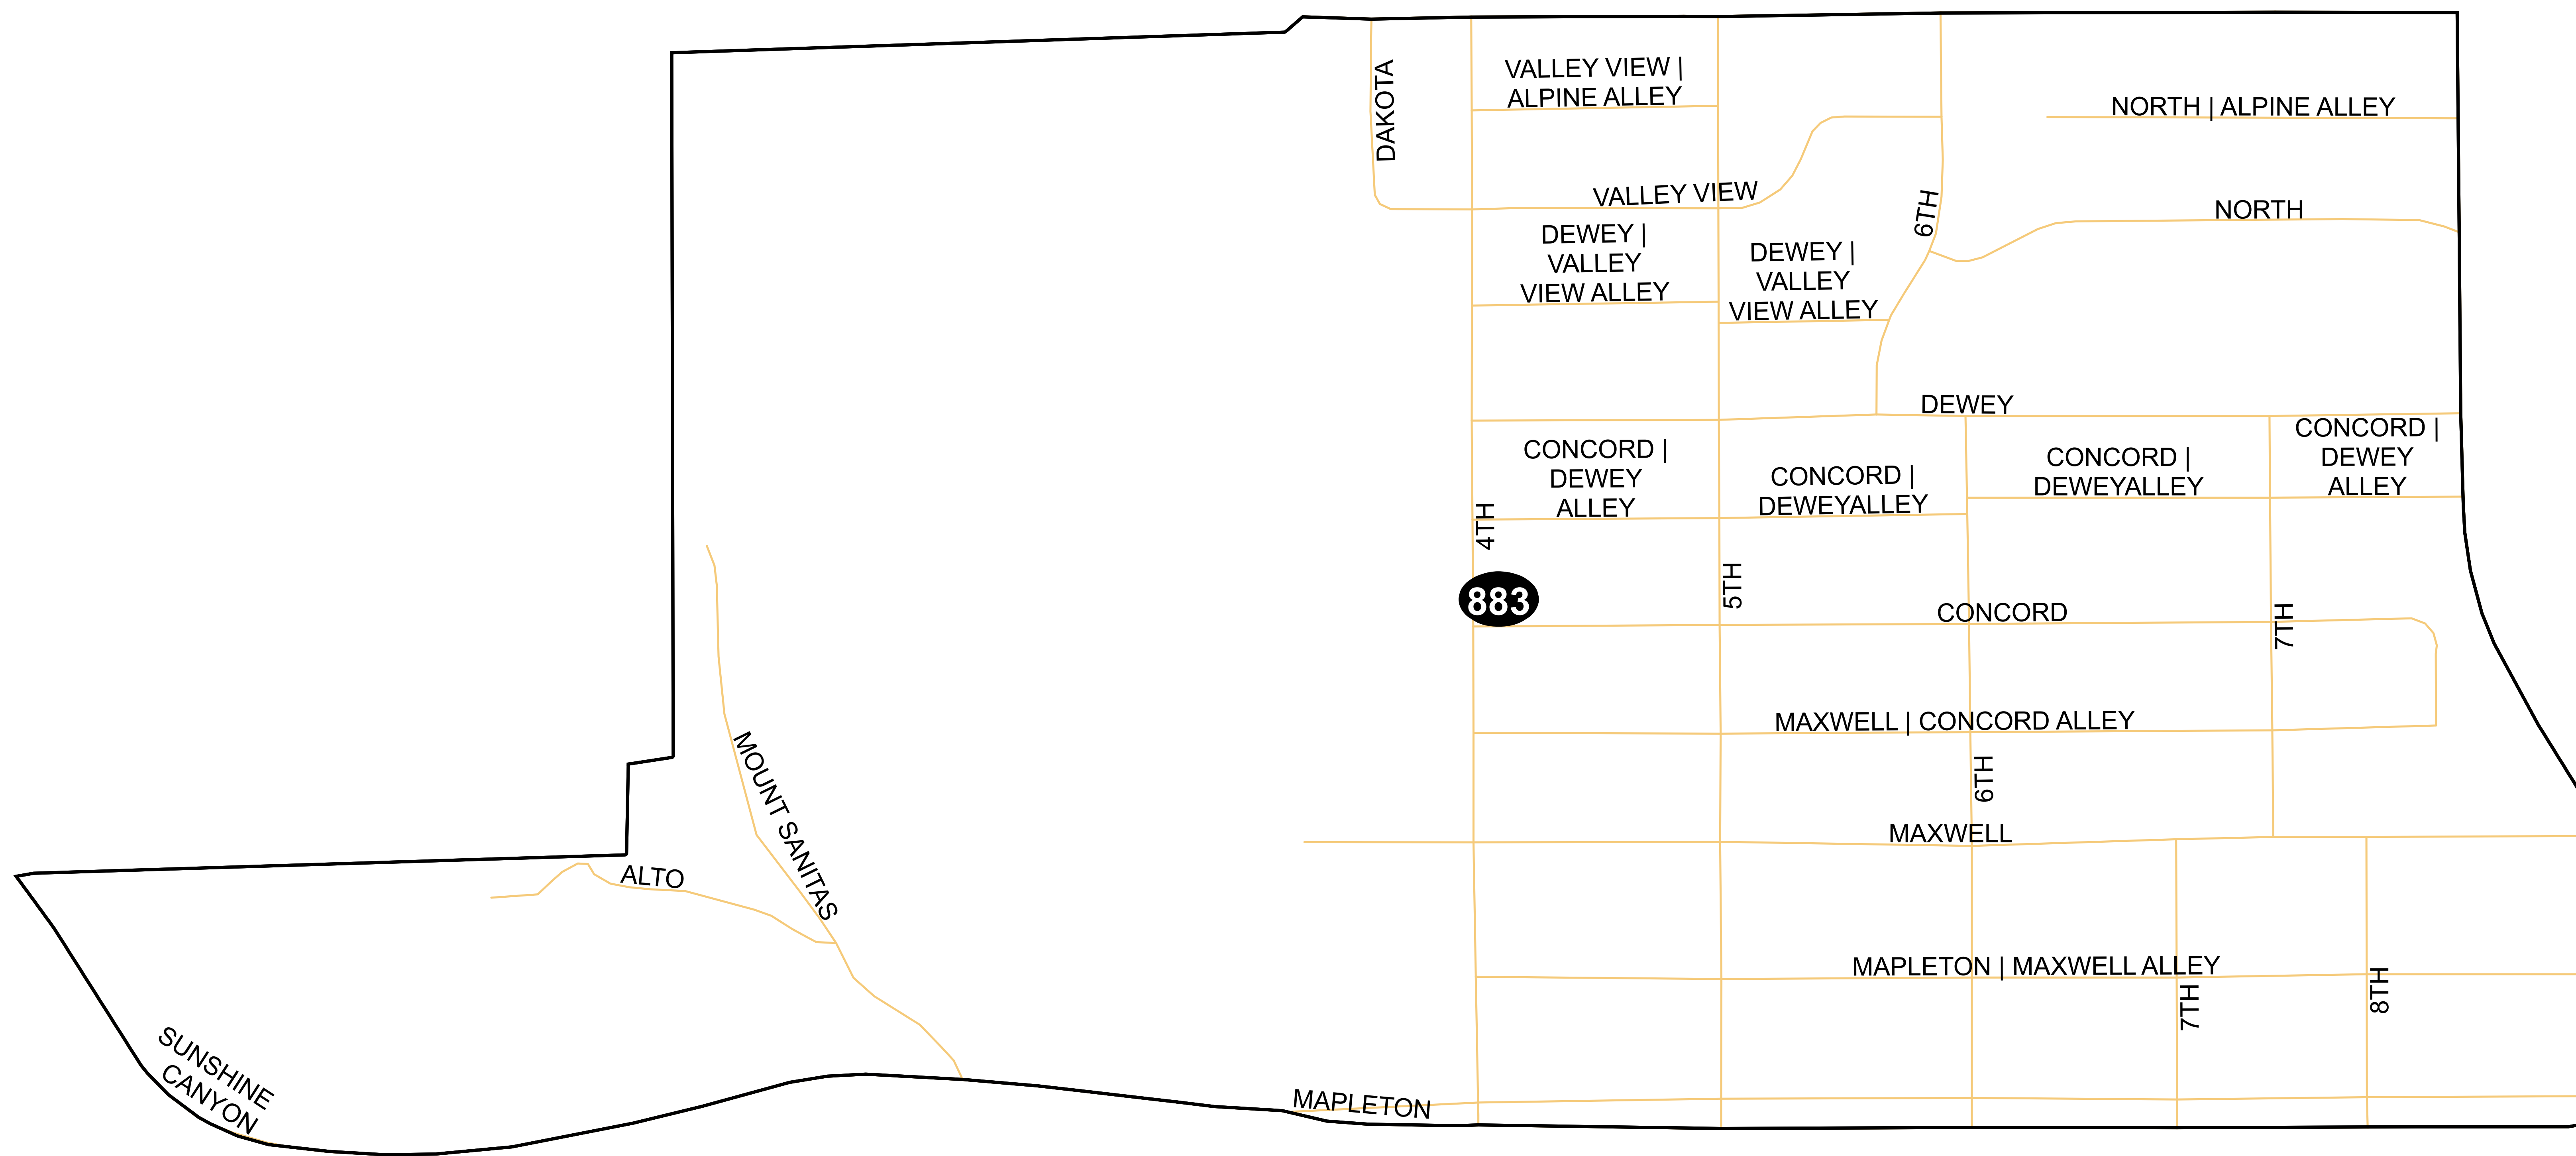 DAKOTA
VALLEY VIEW |
ALPINE ALLEY
NORTH | ALPINE ALLEY
VALLEY VIEW
6TH
NORTH
DEWEY |
VALLEY
VIEW ALLEY
DEWEY |
VALLEY
VIEW ALLEY
DEWEY
CONCORD |
DEWEY
ALLEY
CONCORD |
DEWEYALLEY
CONCORD |
DEWEYALLEY
CONCORD |
DEWEY
ALLEY
4TH
883
5TH
CONCORD
7TH
MAXWELL | CONCORD ALLEY
6TH
MOUNT SANITAS
MAXWELL
ALTO
MAPLETON | MAXWELL ALLEY
7TH
8TH
SUNSHINE
CANYON
MAPLETON